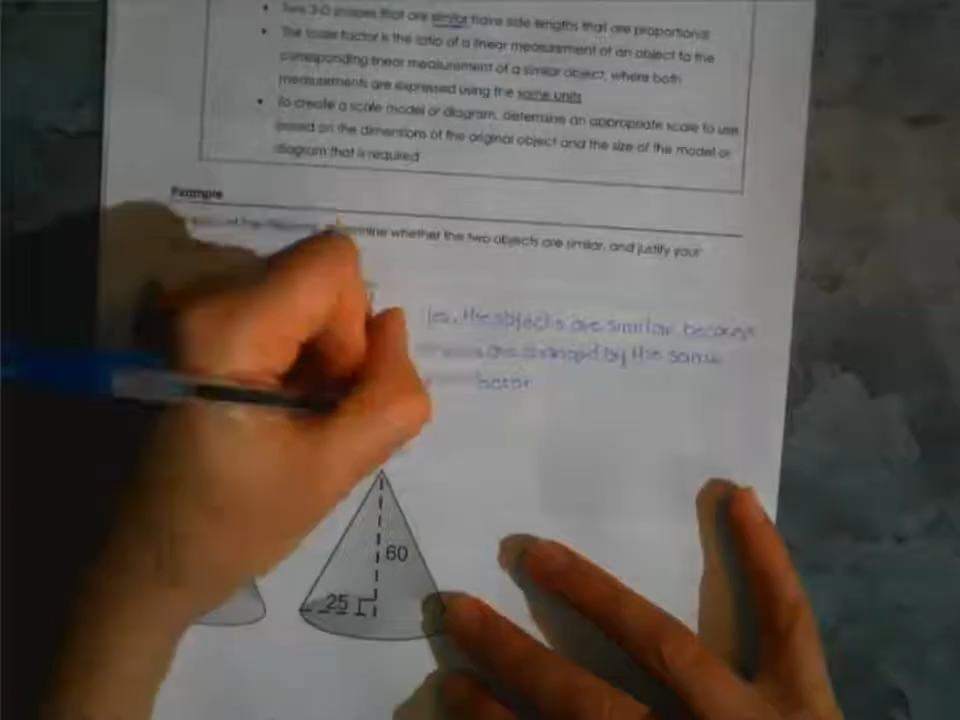 Two 3-D shapes that are similar have side lengths that are proportional
The scale factor is the ratio of a linear measurement of an object to the
corresponding linear measurement of a similar object, where both
measurements are expressed using the same units
To create a scale model or diagram, determine an appropriate scale to use
based on the dimensions of the original object and the size of the model or
diagram that is required
Example
whether the two objects are similar, and justify your
Yes, the objects are similar because
are changed by the same
factor
60
25